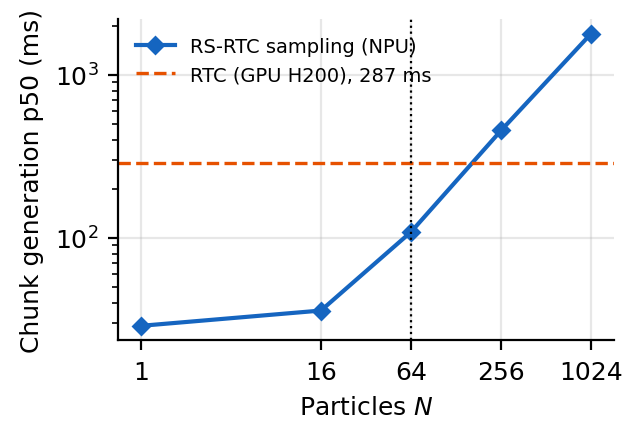 Chunk generation p50 (ms)
RS-RTC sampling (NPU)
RTC (GPU H200), 287 ms
10³
10²
1 16 64 256 1024
Particles N